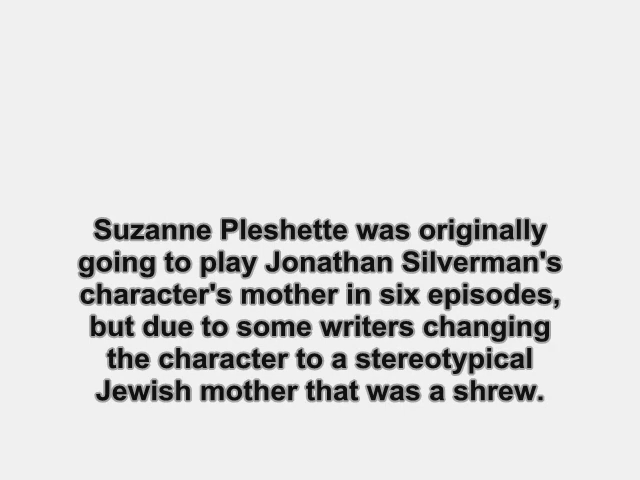 Suzanne Pleshette was originally
going to play Jonathan Silverman's
character's mother in six episodes,
but due to some writers changing
the character to a stereotypical
Jewish mother that was a shrew.